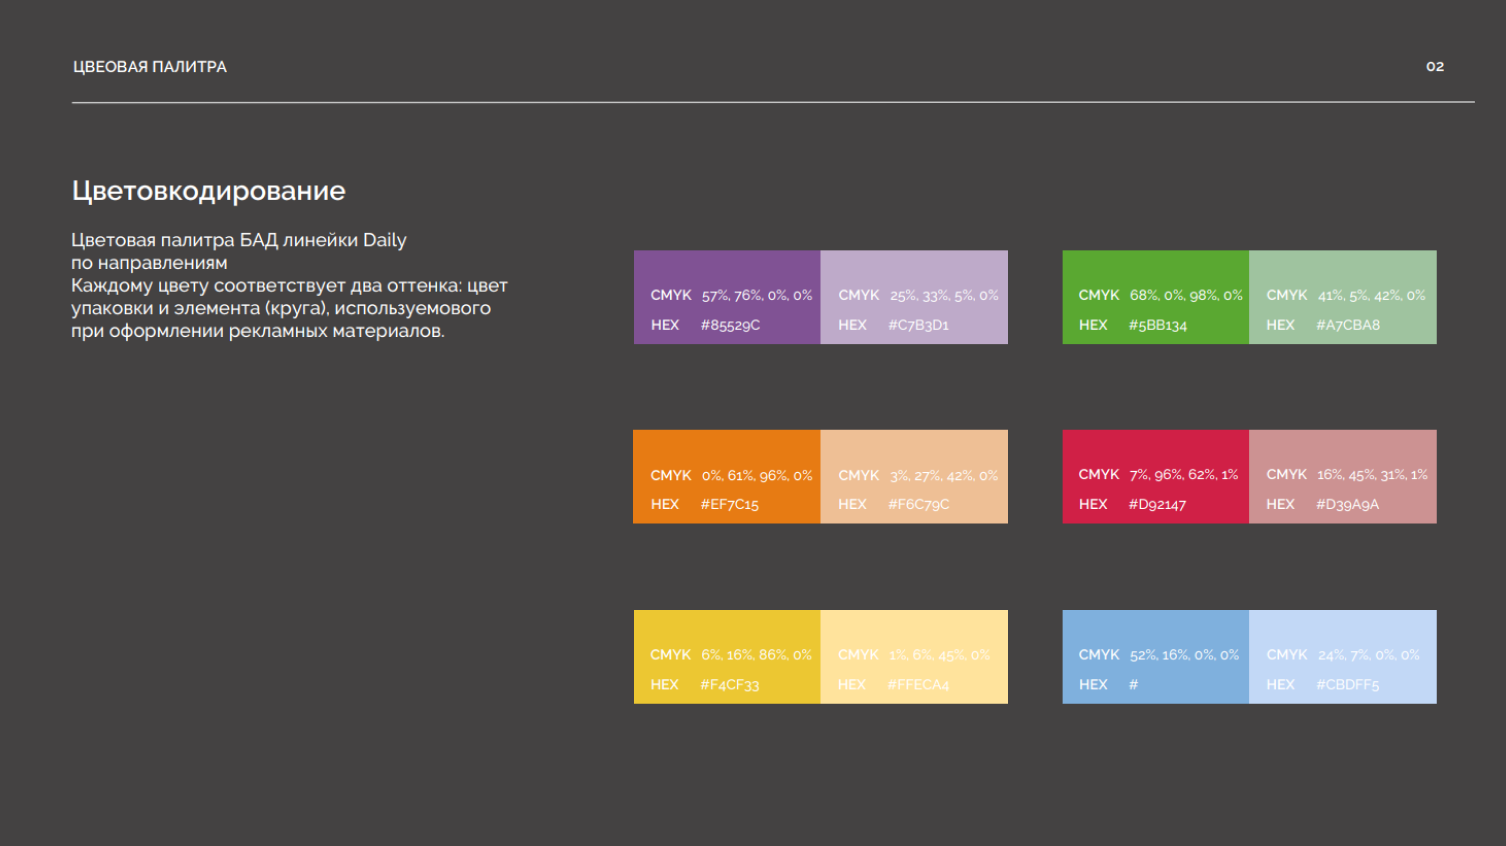 ЦВЕОВАЯ ПАЛИТРА
02
Цветовкодирование
Цветовая палитра БАД линейки Daily
по направлениям
Каждому цвету соответствует два оттенка: цвет
упаковки и элемента (круга), используемового
при оформлении рекламных материалов.
CMYK 57%, 76%, 0%, 0%
HEX #85529C
CMYK 25%, 33%, 5%, 0%
HEX #C7B3D1
CMYK 68%, 0%, 98%, 0%
HEX #5BB134
CMYK 41%, 5%, 42%, 0%
HEX #A7CBA8
CMYK 0%, 61%, 96%, 0%
HEX #EF7C15
CMYK 3%, 27%, 42%, 0%
HEX #F6C79C
CMYK 7%, 96%, 62%, 1%
HEX #D92147
CMYK 16%, 45%, 31%, 1%
HEX #D39A9A
CMYK 6%, 16%, 86%, 0%
HEX #F4CF33
CMYK 1%, 6%, 45%, 0%
HEX #FFECA4
CMYK 52%, 16%, 0%, 0%
HEX #
CMYK 24%, 7%, 0%, 0%
HEX #CBDFF5